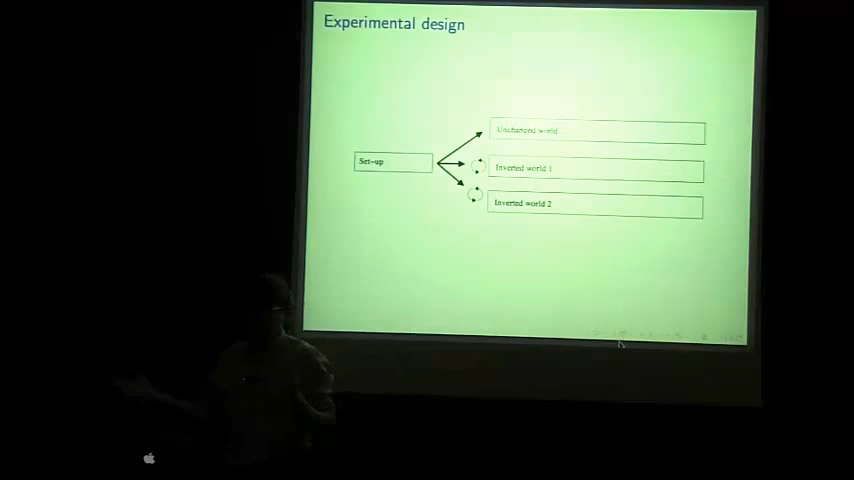 Experimental design
Unchanged world
Set-up
Inverted world 1
Inverted world 2